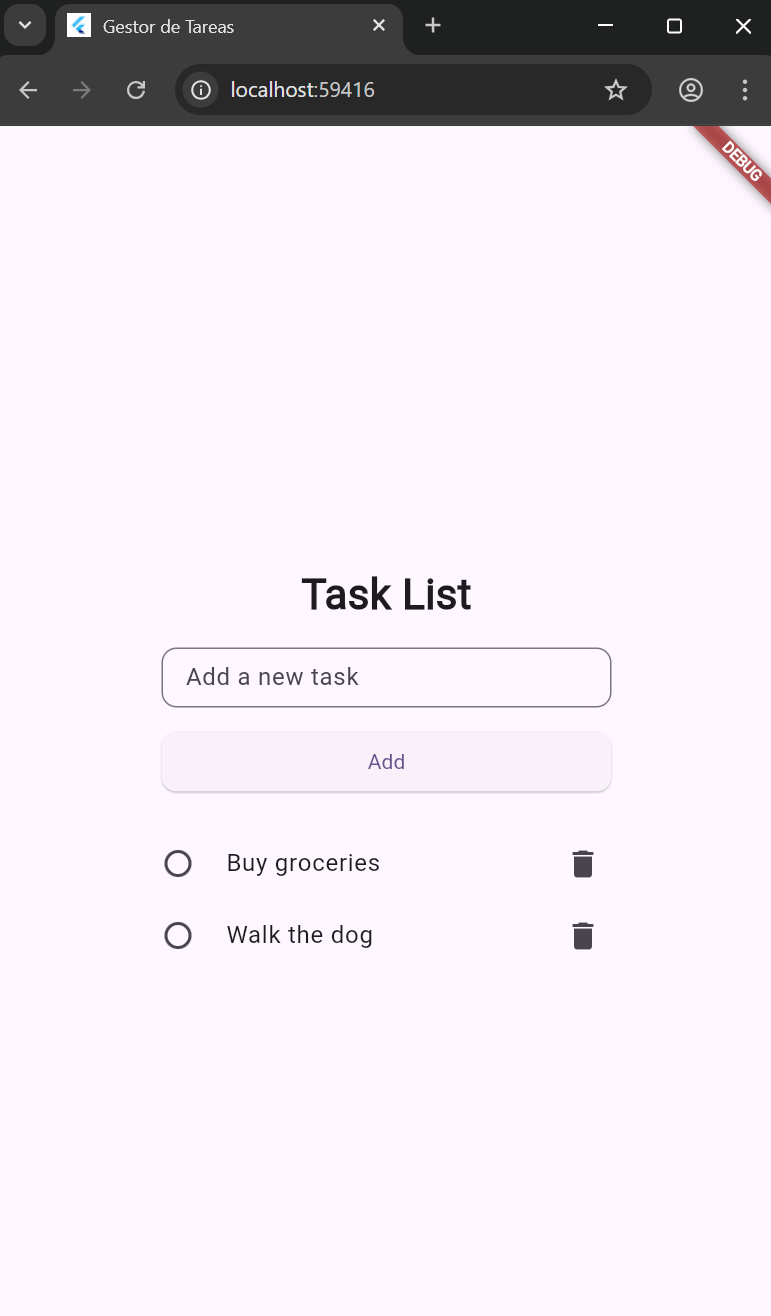 Gestor de Tareas
localhost:59416
DEBUG
Task List
Add a new task
Add
Buy groceries
Walk the dog